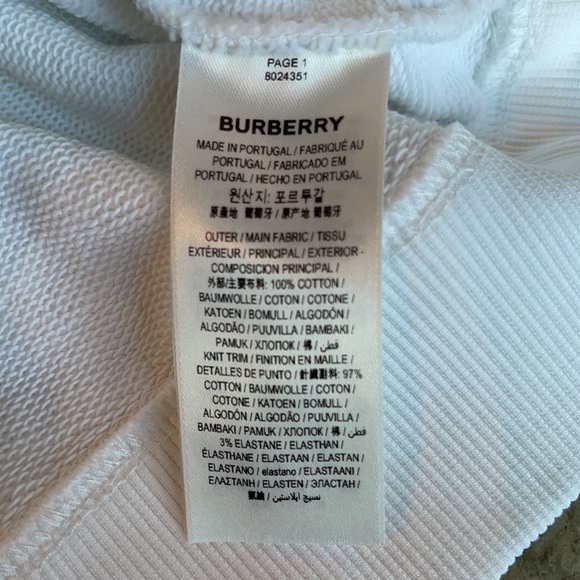 PAGE 1
8024351
BURBERRY
MADE IN PORTUGAL / FABRIQUÉ AU
PORTUGAL / FABRICADO EM
PORTUGAL / HECHO EN PORTUGAL
원산지: 포르투갈
原產地 葡萄牙 / 原产地 葡萄牙
OUTER / MAIN FABRIC / TISSU
EXTÉRIEUR / PRINCIPAL / EXTERIOR -
COMPOSICION PRINCIPAL /
外部/主要布料: 100% COTTON /
BAUMWOLLE / COTON / COTONE /
KATOEN / BOMULL / ALGODÓN /
ALGODÃO / PUUVILLA / BAMBAKI /
PAMUK / ХЛОПОК / 棉 / قطن /
KNIT TRIM / FINITION EN MAILLE /
DETALLES DE PUNTO / 針織副料: 97%
COTTON / BAUMWOLLE / COTON /
COTONE / KATOEN / BOMULL /
ALGODÓN / ALGODÃO / PUUVILLA /
BAMBAKI / PAMUK / ХЛОПОК / 棉 / قطن /
3% ELASTANE / ELASTHAN /
ÉLASTHANE / ELASTAAN / ELASTAN /
ELASTANO / elastano / ELASTAANI /
ΕΛΑΣΤΑΝΗ / ELASTEN / ЭЛАСТАН /
نسيج إيلاستين /